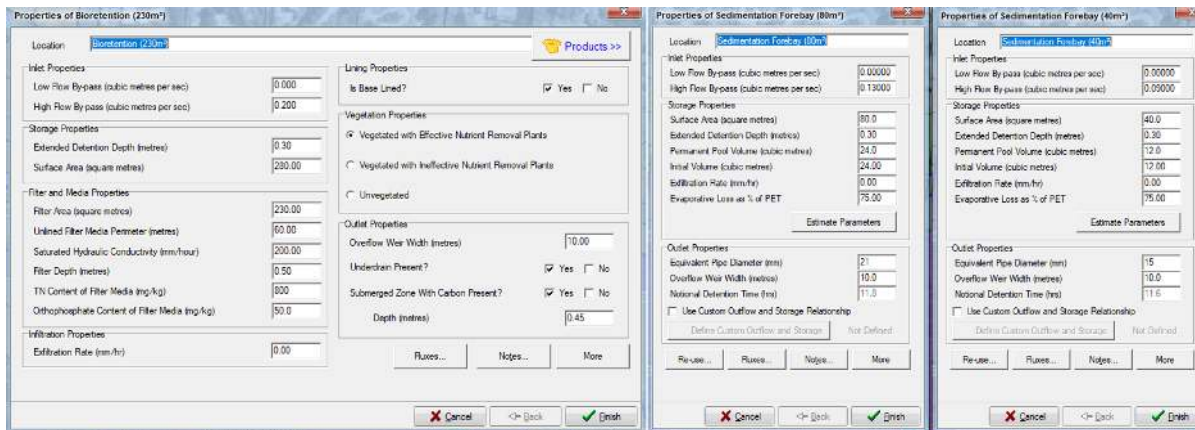 Properties of Bioretention (230m²)
Location Bioretention (230m²)
Products >>
Inlet Properties
Low Flow By-pass (cubic metres per sec) 0.000
High Flow By-pass (cubic metres per sec) 0.200
Storage Properties
Extended Detention Depth (metres) 0.30
Surface Area (square metres) 280.00
Filter and Media Properties
Filter Area (square metres) 230.00
Unlined Filter Media Perimeter (metres) 60.00
Saturated Hydraulic Conductivity (mm/hour) 200.00
Filter Depth (metres) 0.50
TN Content of Filter Media (mg/kg) 800
Orthophosphate Content of Filter Media (mg/kg) 50.0
Infiltration Properties
Exfiltration Rate (mm/hr) 0.00
Lining Properties
Is Base Lined? Yes No
Vegetation Properties
Vegetated with Effective Nutrient Removal Plants
Vegetated with Ineffective Nutrient Removal Plants
Unvegetated
Outlet Properties
Overflow Weir Width (metres) 10.00
Underdrain Present? Yes No
Submerged Zone With Carbon Present? Yes No
Depth (metres) 0.45
Fluxes... Notes... More
Cancel <= Back Finish
Properties of Sedimentation Forebay (80m²)
Location Sedimentation Forebay (80m²)
Inlet Properties
Low Flow By-pass (cubic metres per sec) 0.00000
High Flow By-pass (cubic metres per sec) 0.13000
Storage Properties
Surface Area (square metres) 80.0
Extended Detention Depth (metres) 0.30
Permanent Pool Volume (cubic metres) 24.0
Initial Volume (cubic metres) 24.00
Exfiltration Rate (mm/hr) 0.00
Evaporative Loss as % of PET 75.00
Estimate Parameters
Outlet Properties
Equivalent Pipe Diameter (mm) 21
Overflow Weir Width (metres) 10.0
Notional Detention Time (hrs) 11.8
Use Custom Outflow and Storage Relationship
Define Custom Outflow and Storage Not Defined
Re-use... Fluxes... Notes... More
Cancel <= Back Finish
Properties of Sedimentation Forebay (40m²)
Location Sedimentation Forebay (40m²)
Inlet Properties
Low Flow By-pass (cubic metres per sec) 0.00000
High Flow By-pass (cubic metres per sec) 0.09000
Storage Properties
Surface Area (square metres) 40.0
Extended Detention Depth (metres) 0.30
Permanent Pool Volume (cubic metres) 12.0
Initial Volume (cubic metres) 12.00
Exfiltration Rate (mm/hr) 0.00
Evaporative Loss as % of PET 75.00
Estimate Parameters
Outlet Properties
Equivalent Pipe Diameter (mm) 15
Overflow Weir Width (metres) 10.0
Notional Detention Time (hrs) 11.6
Use Custom Outflow and Storage Relationship
Define Custom Outflow and Storage Not Defined
Re-use... Fluxes... Notes... More
Cancel <= Back Finish